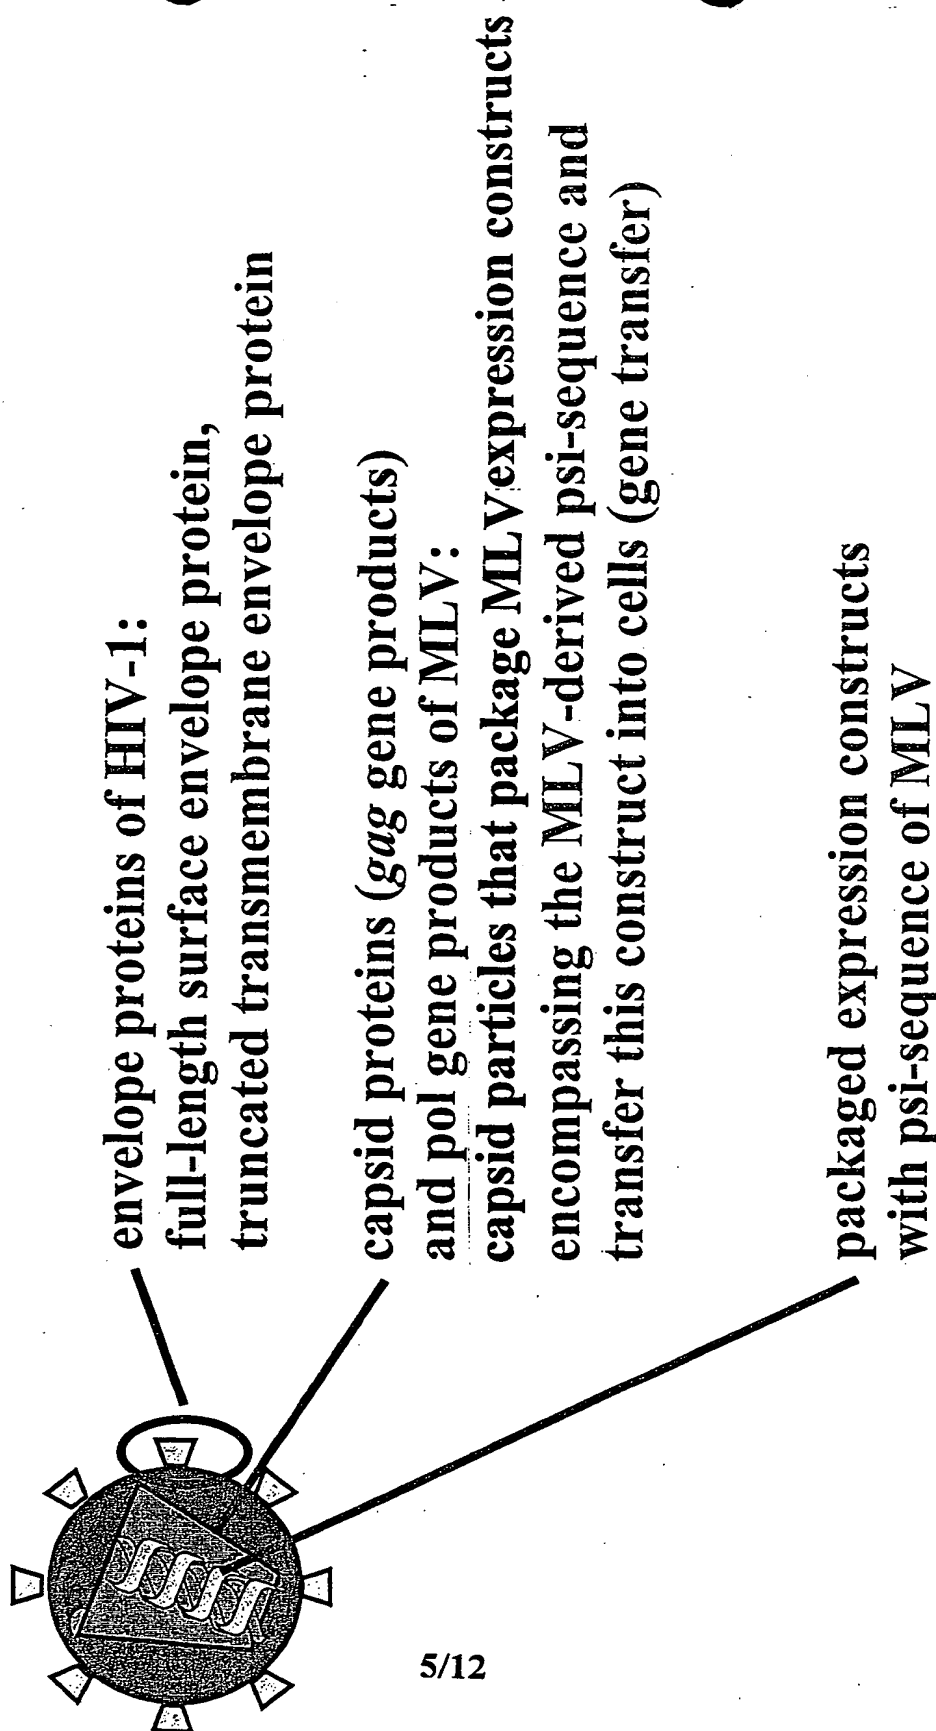 envelope proteins of HIV-1:
full-length surface envelope protein,
truncated transmembrane envelope protein
capsid proteins (gag gene products)
and pol gene products of MLV:
capsid particles that package MLV expression constructs
encompassing the MLV-derived psi-sequence and
transfer this construct into cells (gene transfer)
packaged expression constructs
with psi-sequence of MLV
5/12